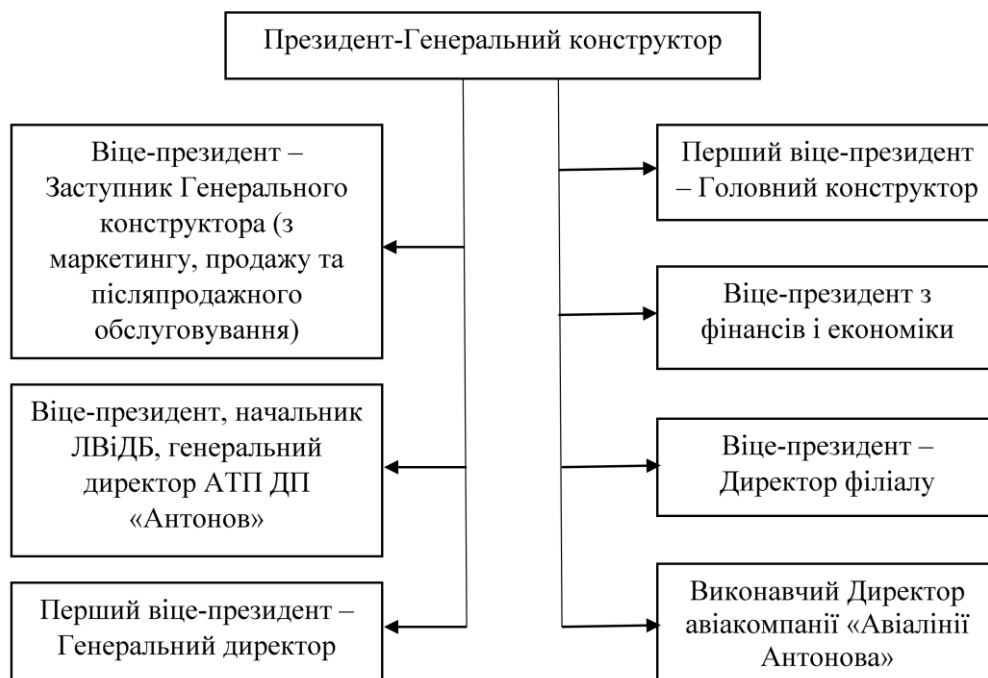 Президент-Генеральний конструктор
Віце-президент –
Заступник Генерального
конструктора (з
маркетингу, продажу та
післяпродажного
обслуговування)
Віце-президент, начальник
ЛВіДБ, генеральний
директор АТП ДП
«Антонов»
Перший віце-президент –
Генеральний директор
Перший віце-президент
– Головний конструктор
Віце-президент з
фінансів і економіки
Віце-президент –
Директор філіалу
Виконавчий Директор
авіакомпанії «Авіалінії
Антонова»